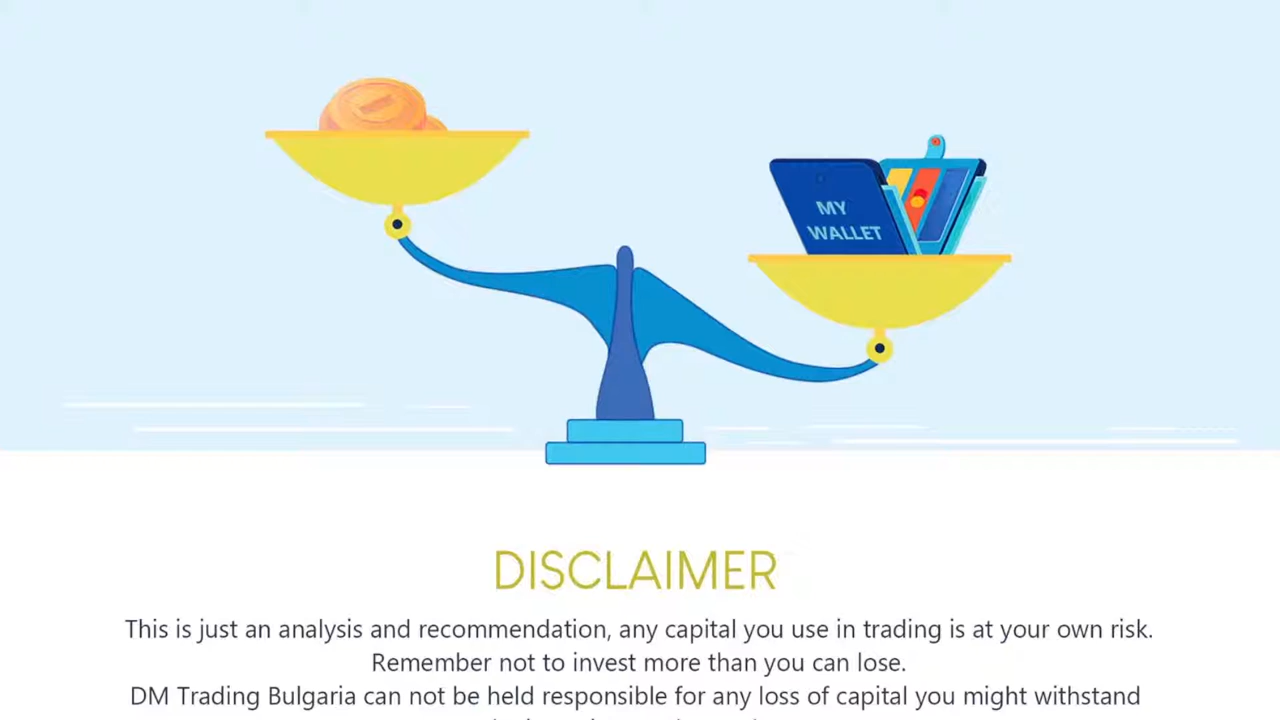 MY
WALLET
DISCLAIMER
This is just an analysis and recommendation, any capital you use in trading is at your own risk.
Remember not to invest more than you can lose.
DM Trading Bulgaria can not be held responsible for any loss of capital you might withstand